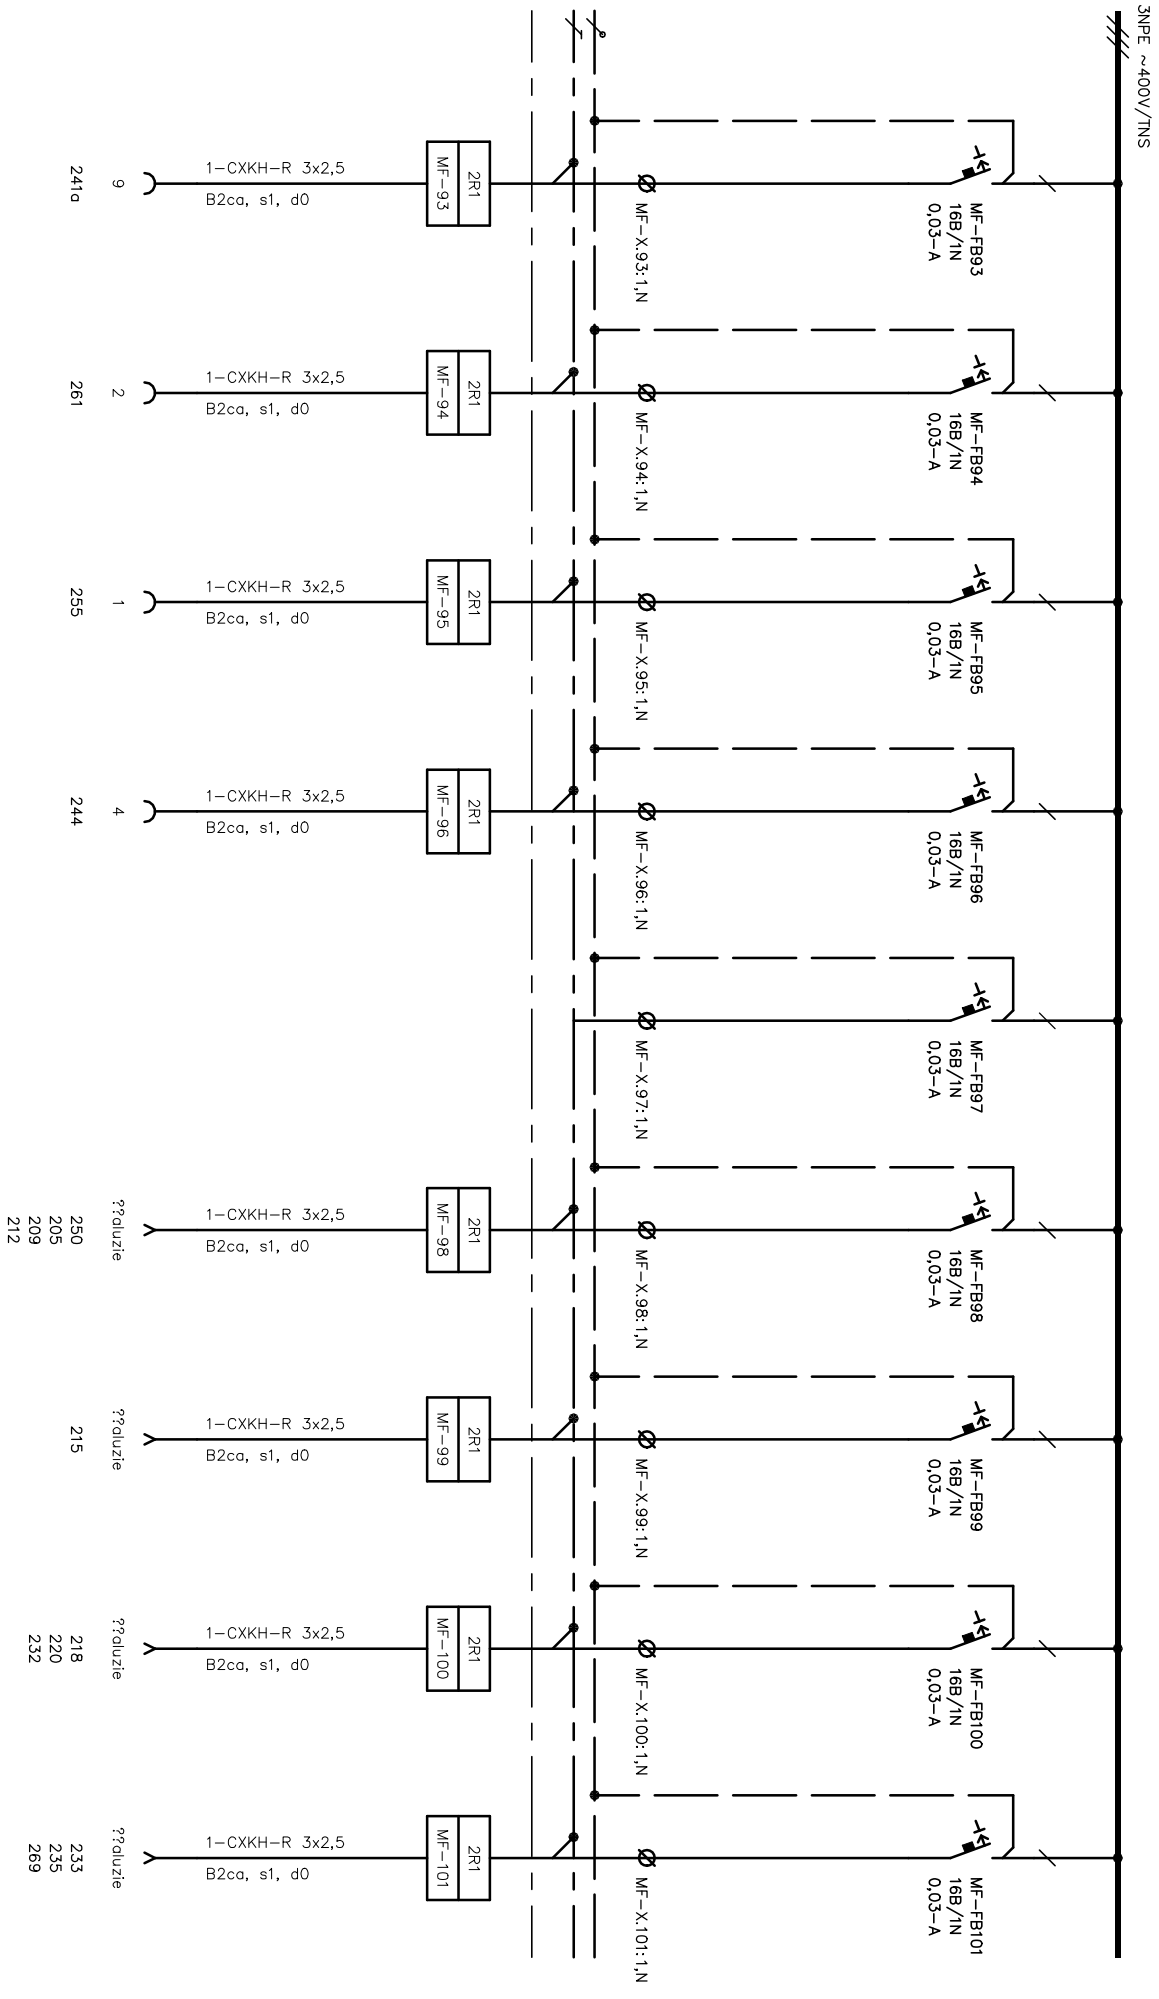 3NPE ~400V/TNS
MF-FB93
16B/1N
0,03-A
MF-X.93:1,N
2R1
MF-93
1-CXKH-R 3x2,5
B2ca, s1, d0
9
241a
MF-FB94
16B/1N
0,03-A
MF-X.94:1,N
2R1
MF-94
1-CXKH-R 3x2,5
B2ca, s1, d0
2
261
MF-FB95
16B/1N
0,03-A
MF-X.95:1,N
2R1
MF-95
1-CXKH-R 3x2,5
B2ca, s1, d0
1
255
MF-FB96
16B/1N
0,03-A
MF-X.96:1,N
2R1
MF-96
1-CXKH-R 3x2,5
B2ca, s1, d0
4
244
MF-FB97
16B/1N
0,03-A
MF-X.97:1,N
MF-FB98
16B/1N
0,03-A
MF-X.98:1,N
2R1
MF-98
1-CXKH-R 3x2,5
B2ca, s1, d0
??aluzie
250
205
209
212
MF-FB99
16B/1N
0,03-A
MF-X.99:1,N
2R1
MF-99
1-CXKH-R 3x2,5
B2ca, s1, d0
??aluzie
215
MF-FB100
16B/1N
0,03-A
MF-X.100:1,N
2R1
MF-100
1-CXKH-R 3x2,5
B2ca, s1, d0
??aluzie
218
220
232
MF-FB101
16B/1N
0,03-A
MF-X.101:1,N
2R1
MF-101
1-CXKH-R 3x2,5
B2ca, s1, d0
??aluzie
233
235
269